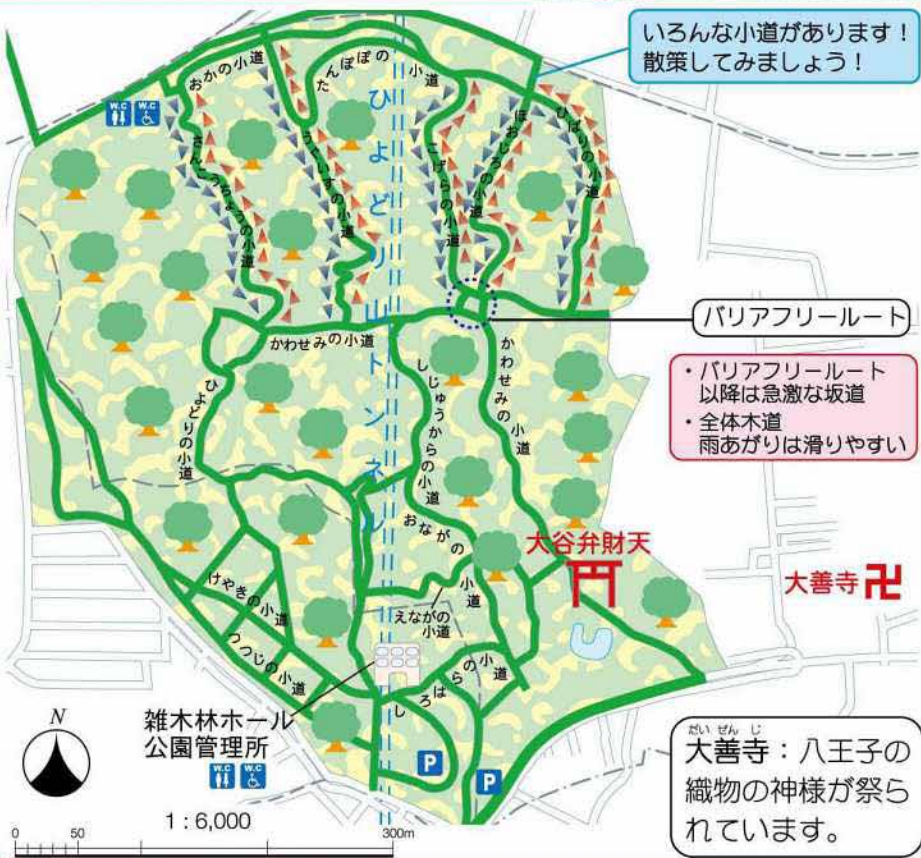 いろんな小道があります！
散策してみましょう！
おかの小道
たんぽぽの小道
W.C
W.C
さんこうちょうの小道
うぐいすの小道
こげらの小道
ほおじろの小道
ひばりの小道
ひよどり山トンネル
バリアフリールート
・バリアフリールート
以降は急激な坂道
・全体木道
雨あがりは滑りやすい
かわせみの小道
かわせみの小道
ひよどりの小道
しじゅうからの小道
おながの小道
大谷弁財天
大善寺 卍
えながの
小道
けやきの小道
つつじの小道
しろはらの小道
雑木林ホール
公園管理所
W.C
W.C
P
P
N
1：6,000
0 50 300m
だいぜんじ
大善寺：八王子の
織物の神様が祭ら
れています。